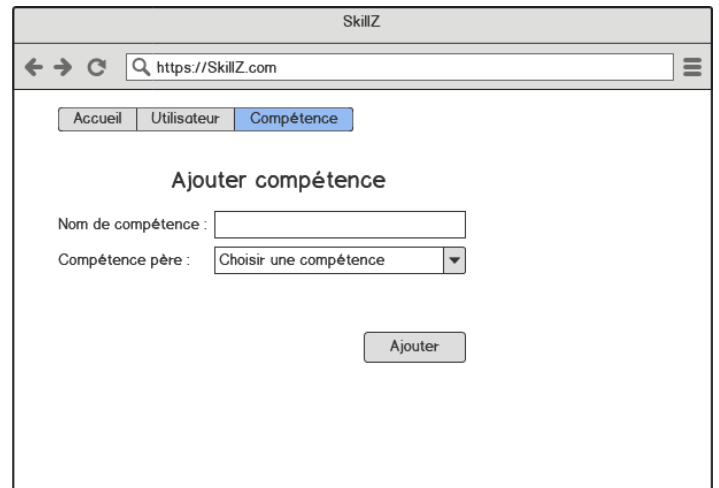 SkillZ
https://SkillZ.com
Accueil Utilisateur Compétence
Ajouter compétence
Nom de compétence :
Compétence père : Choisir une compétence
Ajouter